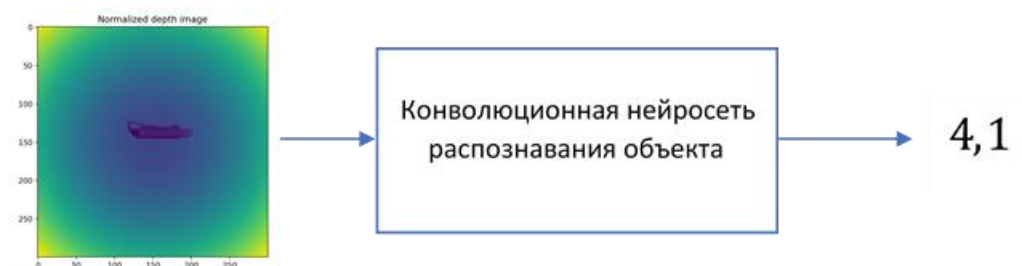 Normalized depth image
0
50
100
150
200
250
0 50 100 150 200 250
Конволюционная нейросеть
распознавания объекта
4,1